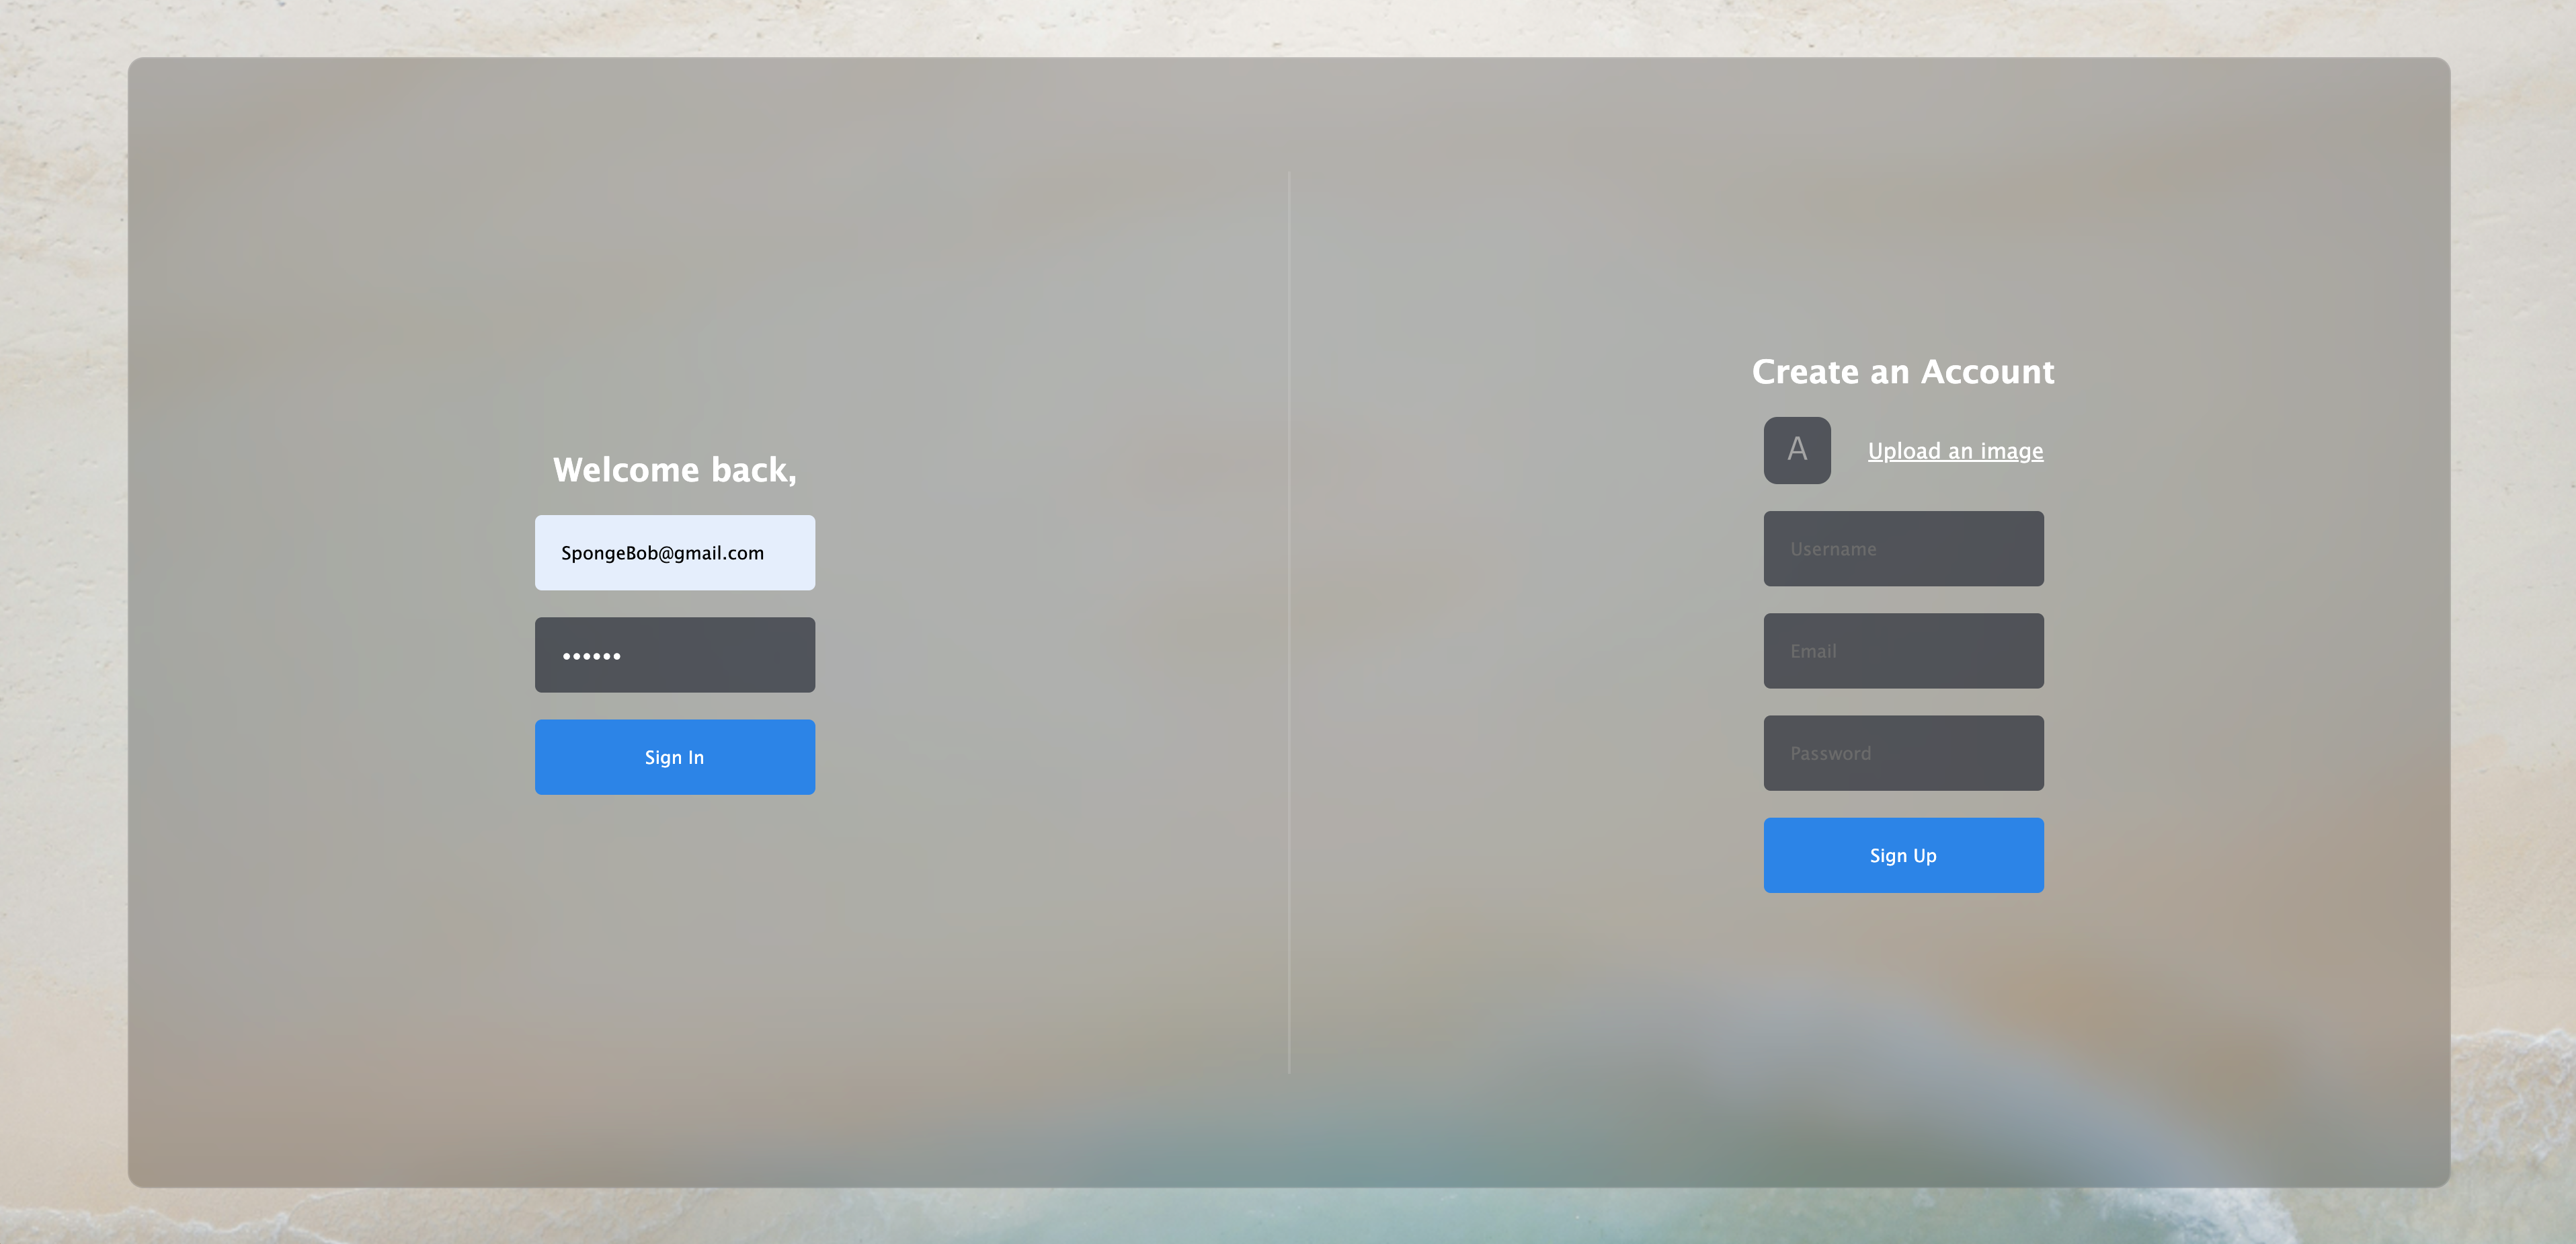 Welcome back,
SpongeBob@gmail.com
••••••
Sign In
Create an Account
A
Upload an image
Username
Email
Password
Sign Up